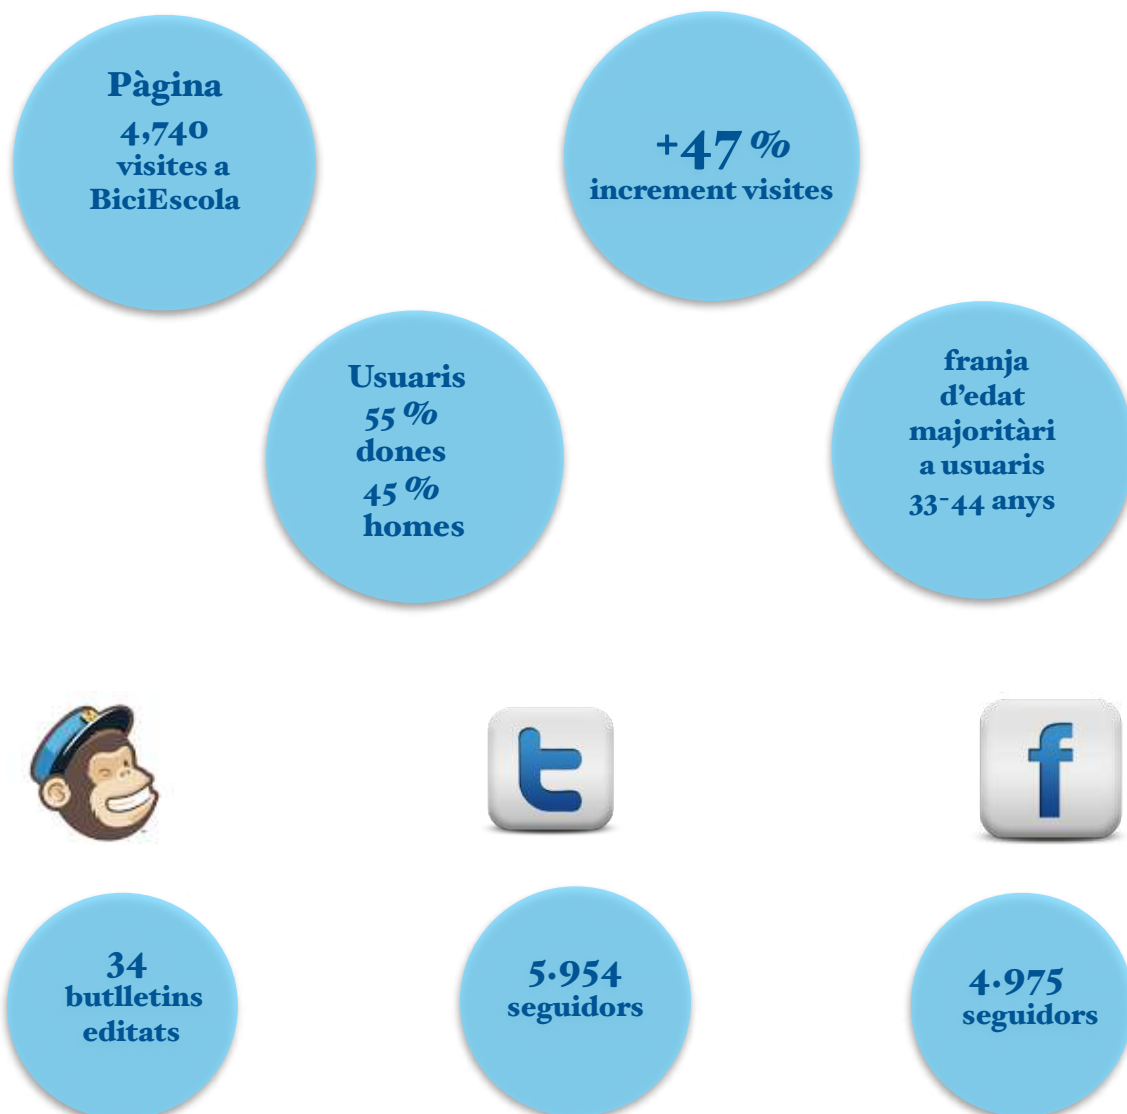 Pàgina
4,740
visites a
BiciEscola
+47 %
increment visites
Usuaris
55 %
dones
45 %
homes
franja
d'edat
majoritàri
a usuaris
33-44 anys
34
butlletins
editats
5.954
seguidors
4.975
seguidors